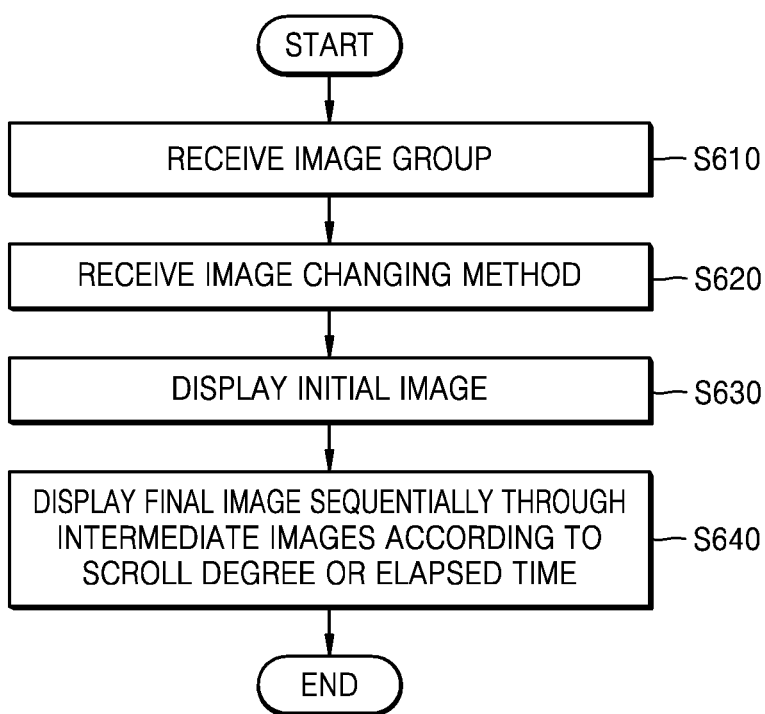 START
RECEIVE IMAGE GROUP
S610
RECEIVE IMAGE CHANGING METHOD
S620
DISPLAY INITIAL IMAGE
S630
DISPLAY FINAL IMAGE SEQUENTIALLY THROUGH
INTERMEDIATE IMAGES ACCORDING TO
SCROLL DEGREE OR ELAPSED TIME
S640
END